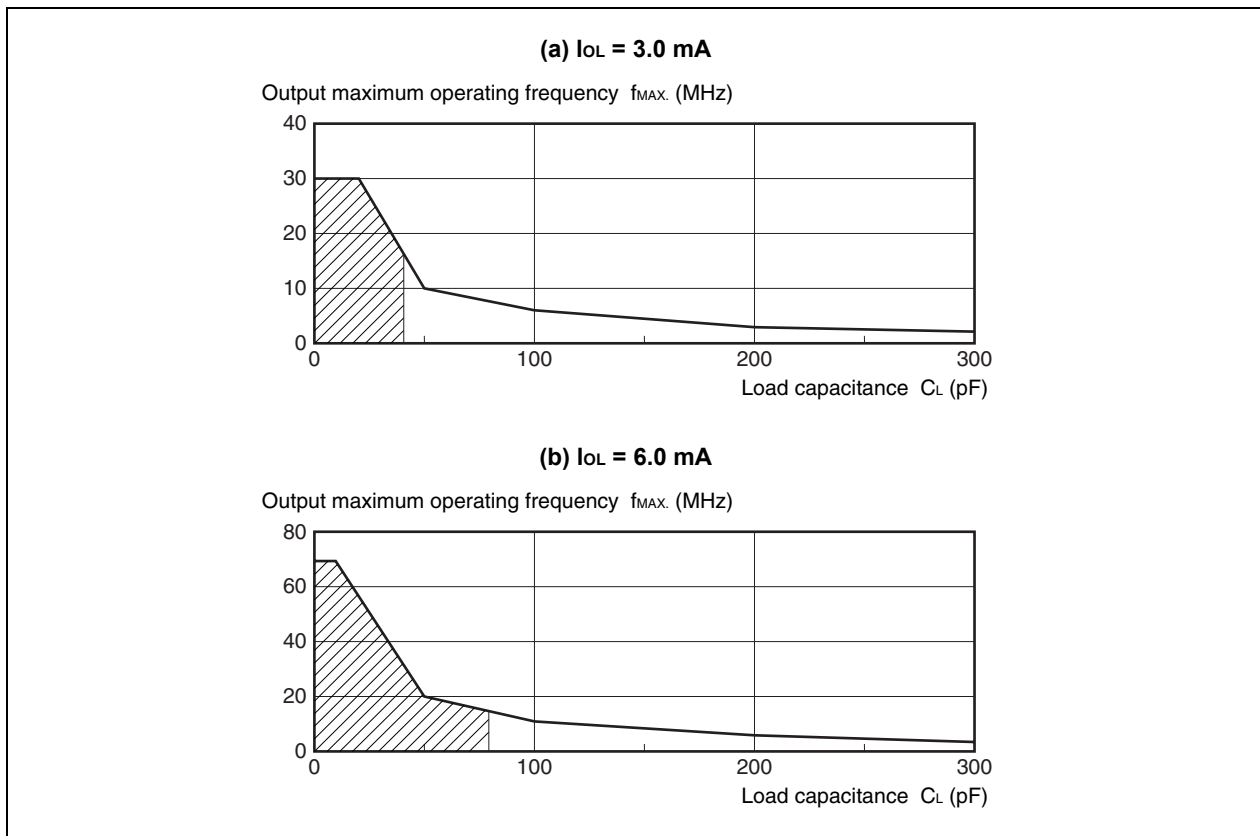 (a) IOL = 3.0 mA
Output maximum operating frequency fMAX. (MHz)
40
30
20
10
0
0 100 200 300
Load capacitance CL (pF)
(b) IOL = 6.0 mA
Output maximum operating frequency fMAX. (MHz)
80
60
40
20
0
0 100 200 300
Load capacitance CL (pF)